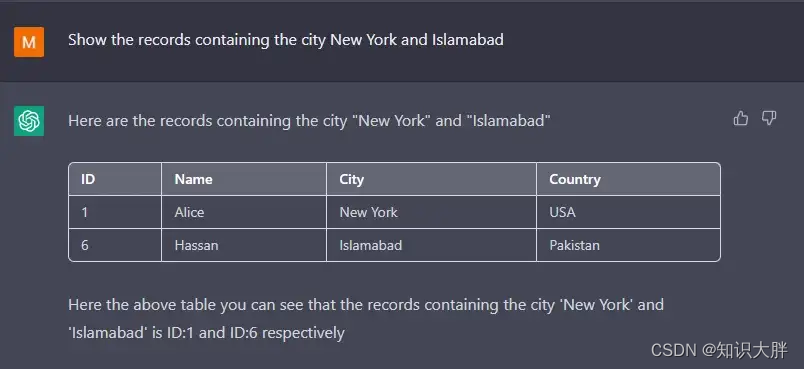 M
Show the records containing the city New York and Islamabad
Here are the records containing the city "New York" and "Islamabad"
ID Name City Country
1 Alice New York USA
6 Hassan Islamabad Pakistan
Here the above table you can see that the records containing the city 'New York' and
'Islamabad' is ID:1 and ID:6 respectively
CSDN @知识大胖